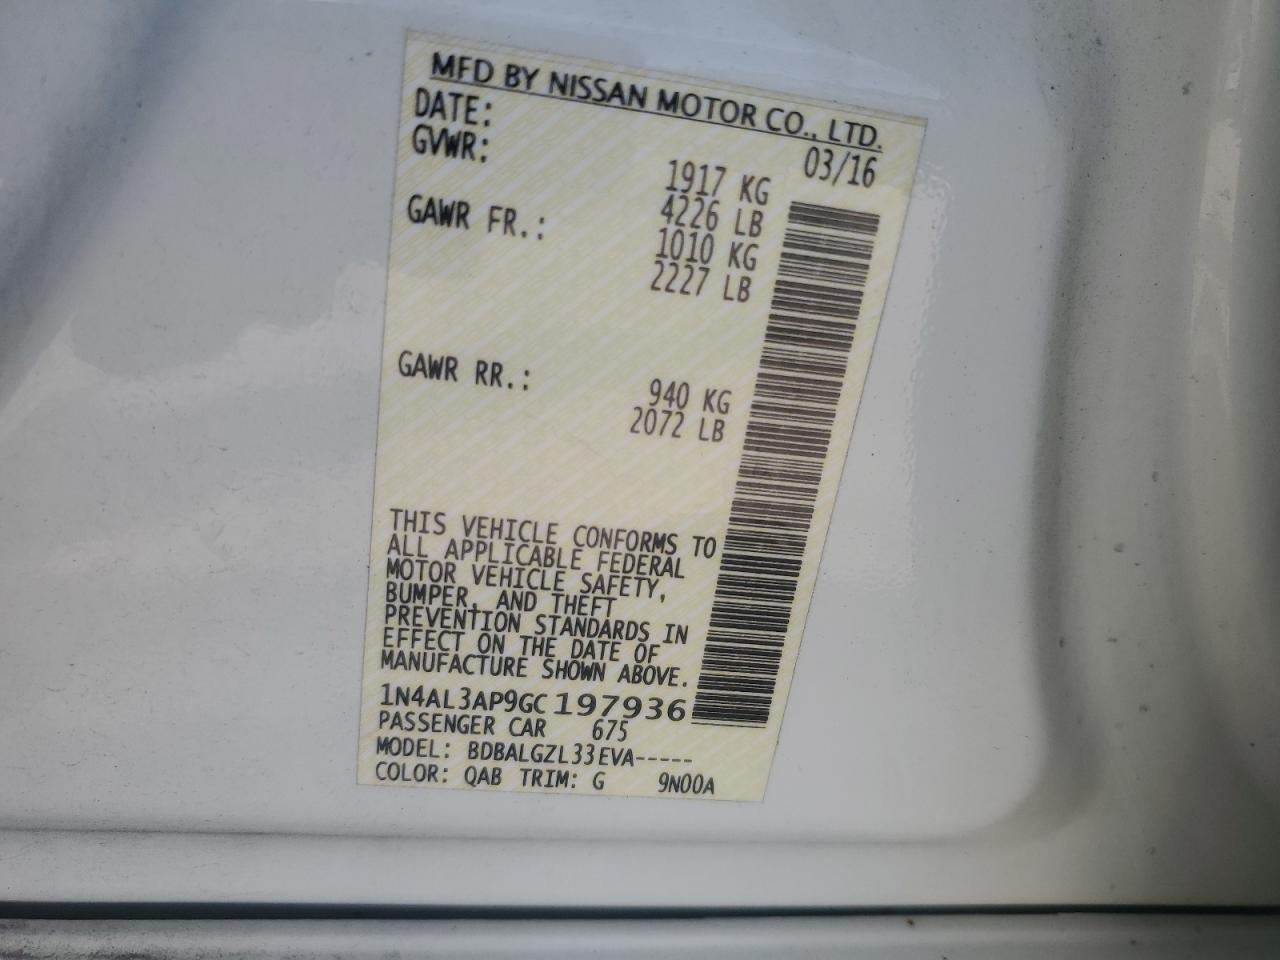 MFD BY NISSAN MOTOR CO., LTD.
DATE: 03/16
GVWR: 1917 KG
4226 LB
GAWR FR.: 1010 KG
2227 LB
GAWR RR.: 940 KG
2072 LB
THIS VEHICLE CONFORMS TO
ALL APPLICABLE FEDERAL
MOTOR VEHICLE SAFETY,
BUMPER, AND THEFT
PREVENTION STANDARDS IN
EFFECT ON THE DATE OF
MANUFACTURE SHOWN ABOVE.
1N4AL3AP9GC197936
PASSENGER CAR 675
MODEL: BDBALGZL33EVA-----
COLOR: QAB TRIM: G 9N00A